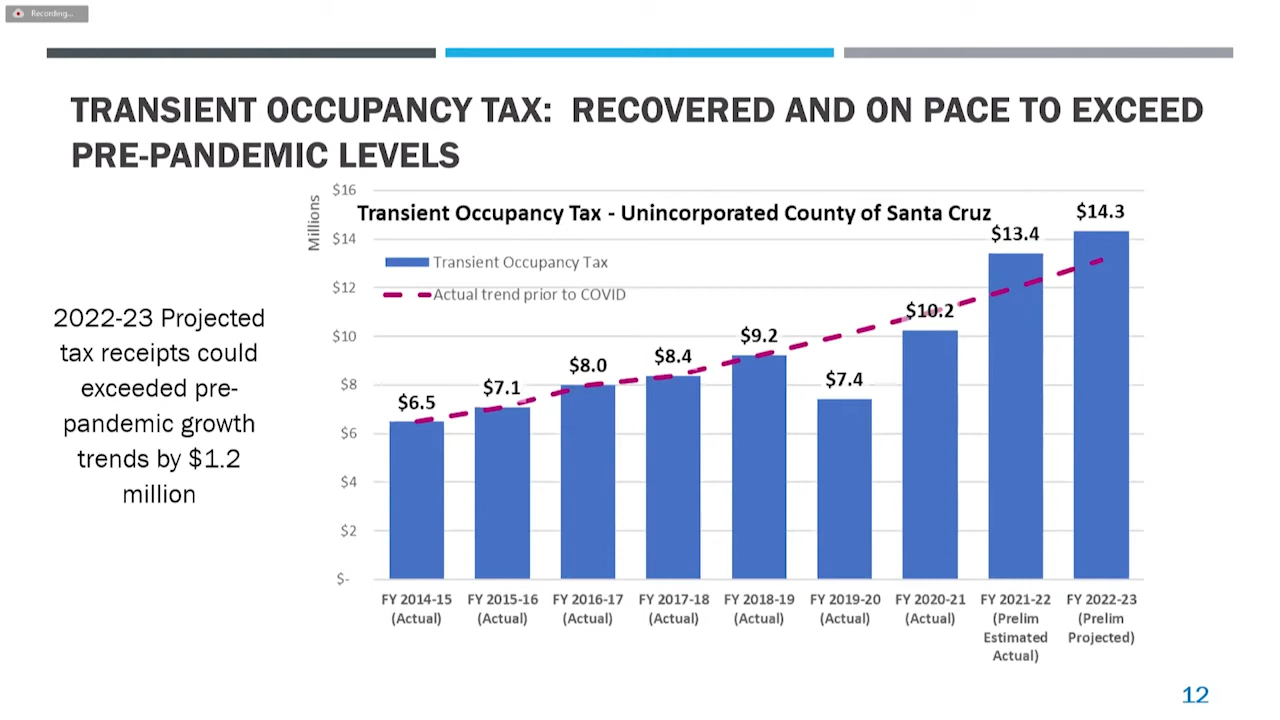 Recording...
TRANSIENT OCCUPANCY TAX: RECOVERED AND ON PACE TO EXCEED
PRE-PANDEMIC LEVELS
2022-23 Projected
tax receipts could
exceeded pre-
pandemic growth
trends by $1.2
million
Transient Occupancy Tax - Unincorporated County of Santa Cruz
Millions
$16
$14
$12
$10
$8
$6
$4
$2
$-
Transient Occupancy Tax
Actual trend prior to COVID
$6.5
$7.1
$8.0
$8.4
$9.2
$7.4
$10.2
$13.4
$14.3
FY 2014-15
(Actual)
FY 2015-16
(Actual)
FY 2016-17
(Actual)
FY 2017-18
(Actual)
FY 2018-19
(Actual)
FY 2019-20
(Actual)
FY 2020-21
(Actual)
FY 2021-22
(Prelim
Estimated
Actual)
FY 2022-23
(Prelim
Projected)
12